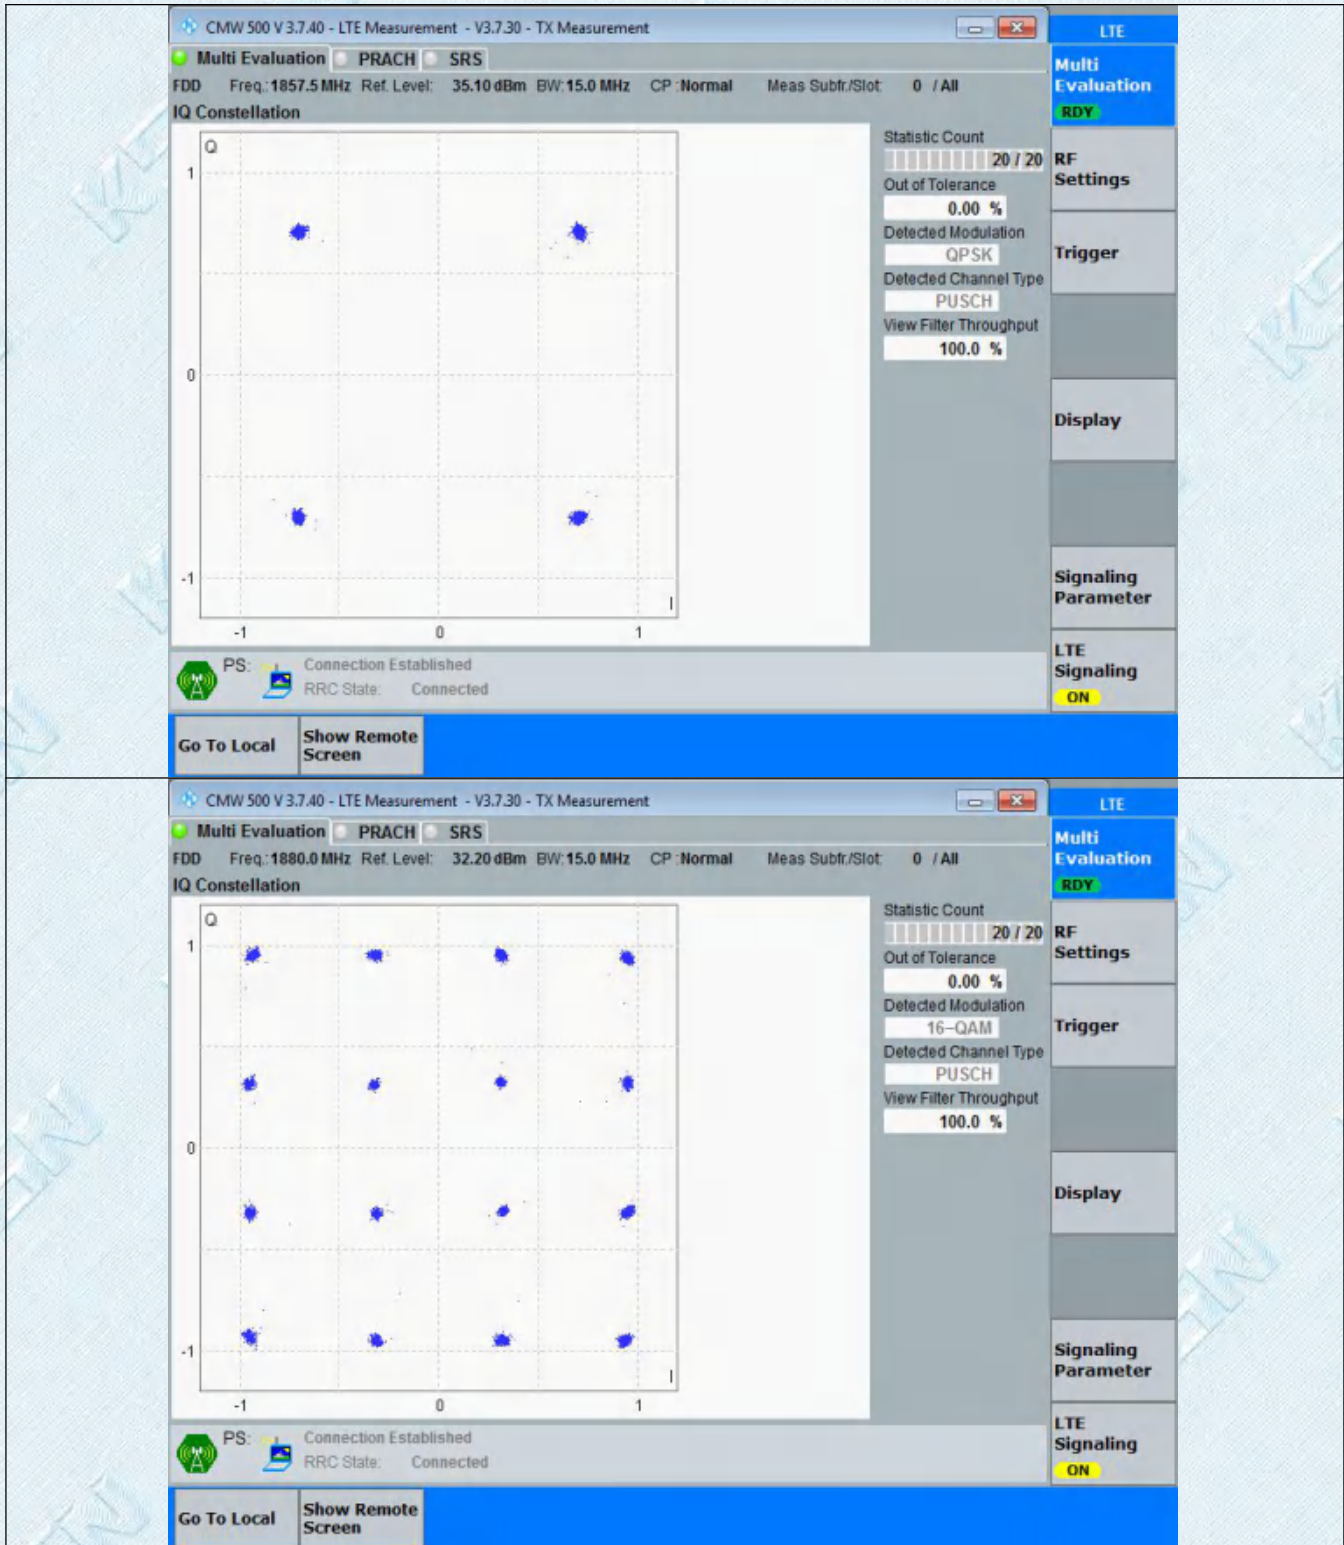 CMW 500 V 3.7.40 - LTE Measurement - V3.7.30 - TX Measurement
LTE
Multi Evaluation PRACH SRS
FDD Freq.: 1857.5 MHz Ref. Level: 35.10 dBm BW: 15.0 MHz CP :Normal Meas Subfr./Slot: 0 / All
IQ Constellation
Q
1
0
-1
I
-1 0 1
Statistic Count
20 / 20
Out of Tolerance
0.00 %
Detected Modulation
QPSK
Detected Channel Type
PUSCH
View Filter Throughput
100.0 %
Multi
Evaluation
RDY
RF
Settings
Trigger
Display
Signaling
Parameter
LTE
Signaling
ON
PS: Connection Established
RRC State: Connected
Go To Local
Show Remote
Screen
CMW 500 V 3.7.40 - LTE Measurement - V3.7.30 - TX Measurement
LTE
Multi Evaluation PRACH SRS
FDD Freq.: 1880.0 MHz Ref. Level: 32.20 dBm BW: 15.0 MHz CP :Normal Meas Subfr./Slot: 0 / All
IQ Constellation
Q
1
0
-1
I
-1 0 1
Statistic Count
20 / 20
Out of Tolerance
0.00 %
Detected Modulation
16-QAM
Detected Channel Type
PUSCH
View Filter Throughput
100.0 %
Multi
Evaluation
RDY
RF
Settings
Trigger
Display
Signaling
Parameter
LTE
Signaling
ON
PS: Connection Established
RRC State: Connected
Go To Local
Show Remote
Screen